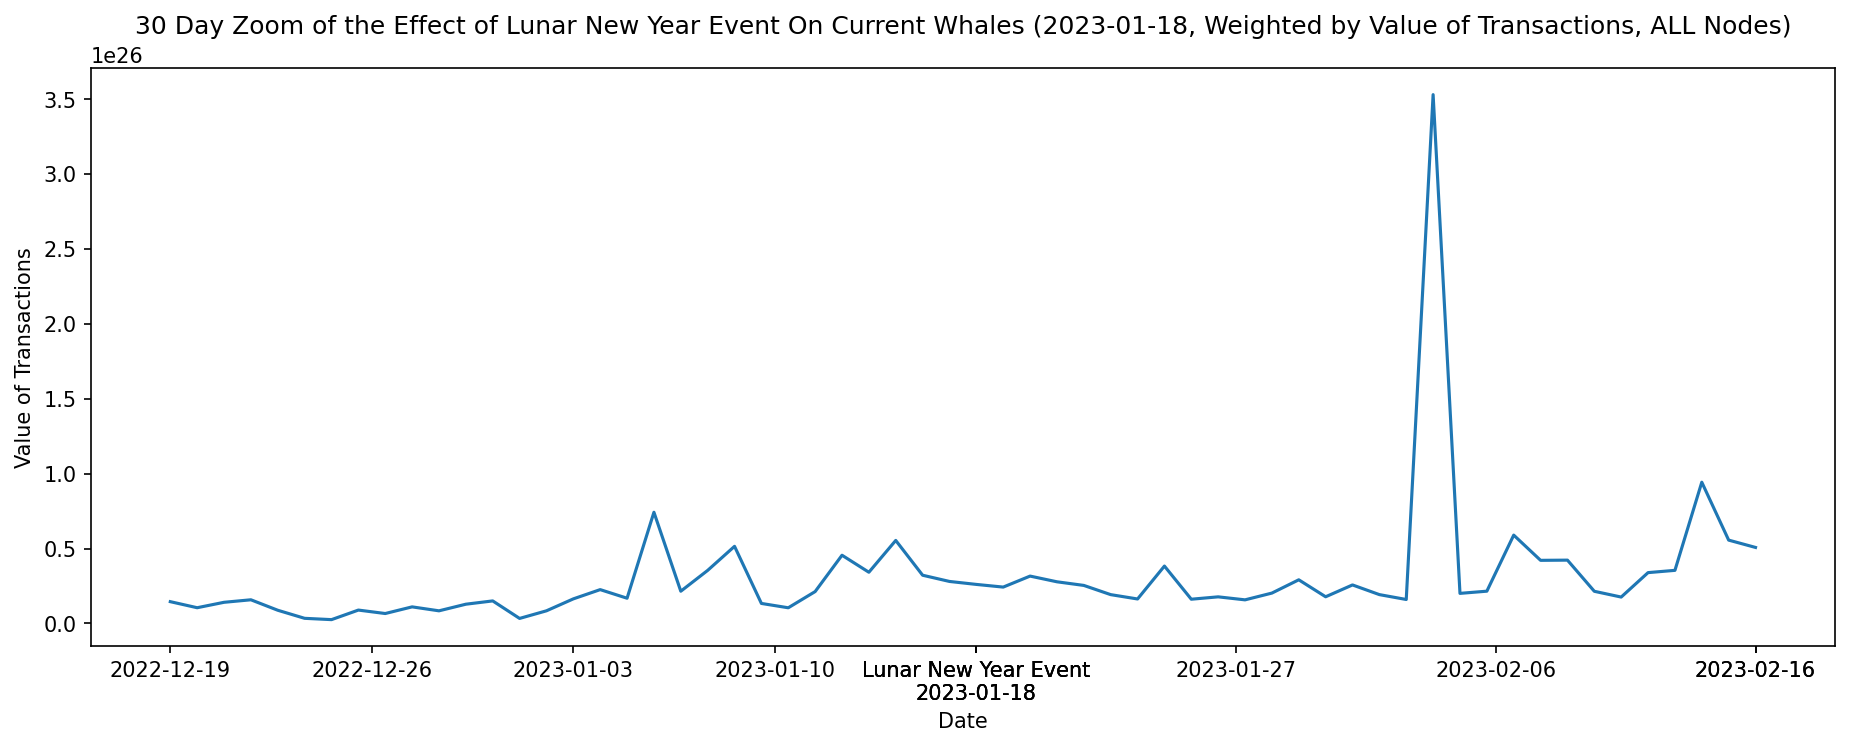 30 Day Zoom of the Effect of Lunar New Year Event On Current Whales (2023-01-18, Weighted by Value of Transactions, ALL Nodes)
1e26
3.5
3.0
2.5
2.0
1.5
1.0
0.5
0.0
Value of Transactions
2022-12-19 2022-12-26 2023-01-03 2023-01-10 Lunar New Year Event 2023-01-27 2023-02-06 2023-02-16
2023-01-18
Date